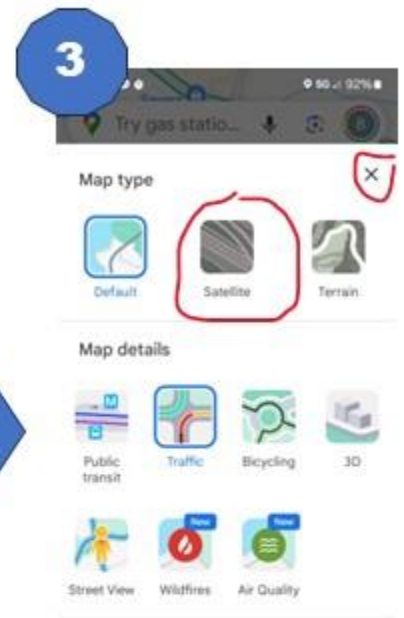 3
92%
Try gas statio...
Map type
Default
Satellite
Terrain
Map details
Public transit
Traffic
Bicycling
3D
New
New
Street View
Wildfires
Air Quality